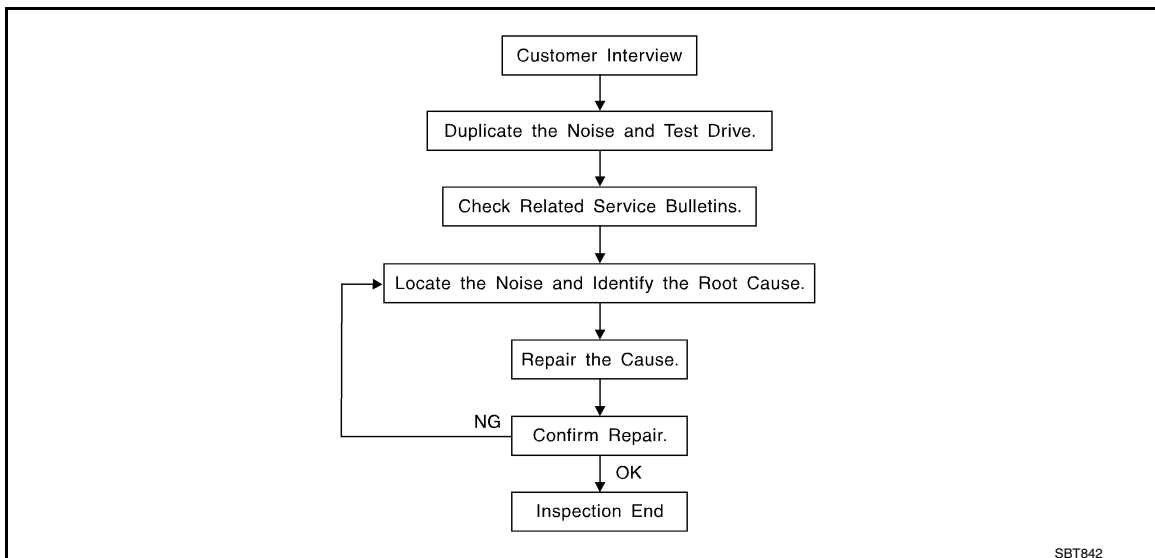 Customer Interview
Duplicate the Noise and Test Drive.
Check Related Service Bulletins.
Locate the Noise and Identify the Root Cause.
Repair the Cause.
NG
Confirm Repair.
OK
Inspection End
SBT842